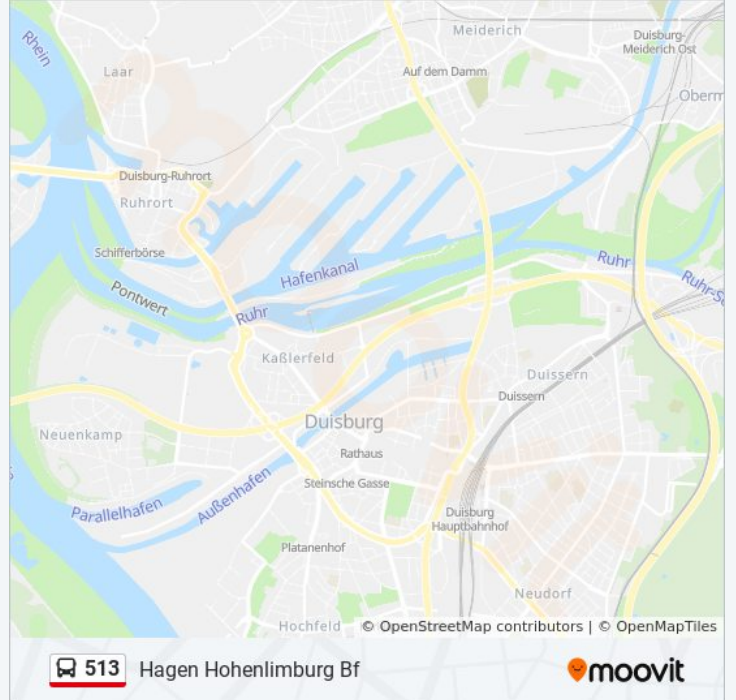 Rhein
Meiderich
Duisburg-
Meiderich Ost
Laar
Auf dem Damm
Oberm
Duisburg-Ruhrort
Ruhrort
Schifferbörse
Hafenkanal
Ruhr
Ruhr-S
Pontwert
Ruhr
Kaßlerfeld
Duissern
Duissern
Duisburg
Neuenkamp
Rathaus
Steinsche Gasse
Außenhafen
Parallelhafen
Duisburg
Hauptbahnhof
Platanenhof
Neudorf
Hochfeld
© OpenStreetMap contributors | © OpenMapTiles
513 Hagen Hohenlimburg Bf
moovit